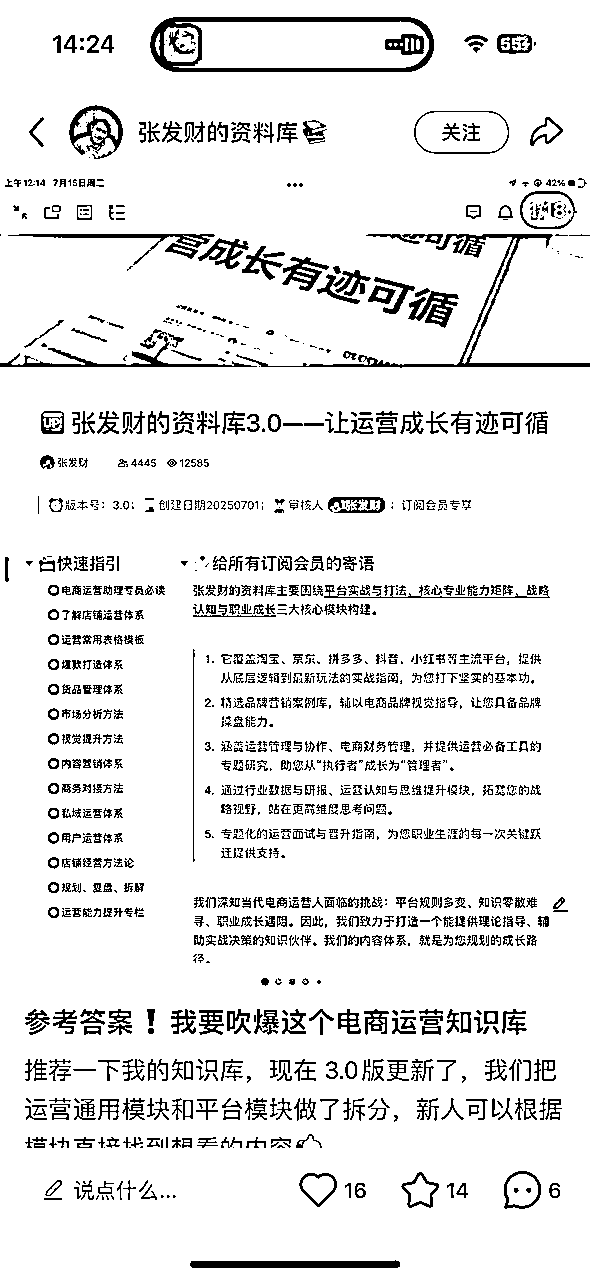 14:24
张发财的资料库
关注
上午12:14 7月15日周二
42%
营成长有迹可循
张发财的资料库3.0——让运营成长有迹可循
张发财 4445 12585
版本号：3.0； 创建日期20250701； 审核人 @张发财 ；订阅会员专享
快速指引
电商运营助理专员必读
了解店铺运营体系
运营常用表格模板
爆款打造体系
货品管理体系
市场分析方法
视觉提升方法
内容营销体系
商务对接方法
私域运营体系
用户运营体系
店铺经营方法论
规划、复盘、拆解
运营能力提升专栏
给所有订阅会员的寄语
张发财的资料库主要围绕平台实战与打法、核心专业能力矩阵、战略
认知与职业成长三大核心模块构建。
1. 它覆盖淘宝、京东、拼多多、抖音、小红书等主流平台，提供
从底层逻辑到最新玩法的实战指南，为您打下坚实的基本功。
2. 精选品牌营销案例库，辅以电商品牌视觉指导，让您具备品牌
操盘能力。
3. 涵盖运营管理与协作、电商财务管理，并提供运营必备工具的
专题研究，助您从“执行者”成长为“管理者”。
4. 通过行业数据与研报、运营认知与思维提升模块，拓宽您的战
略视野，站在更高维度思考问题。
5. 专题化的运营面试与晋升指南，为您职业生涯的每一次关键跃
迁提供支持。
我们深知当代电商运营人面临的挑战：平台规则多变、知识零散难
寻、职业成长遇阻。因此，我们致力于打造一个能提供理论指导、辅
助实战决策的知识伙伴。我们的内容体系，就是为您规划的成长路
径。
参考答案❗我要吹爆这个电商运营知识库
推荐一下我的知识库，现在 3.0版更新了，我们把
运营通用模块和平台模块做了拆分，新人可以根据
模块直接找到想看的内容
说点什么... 16 14 6